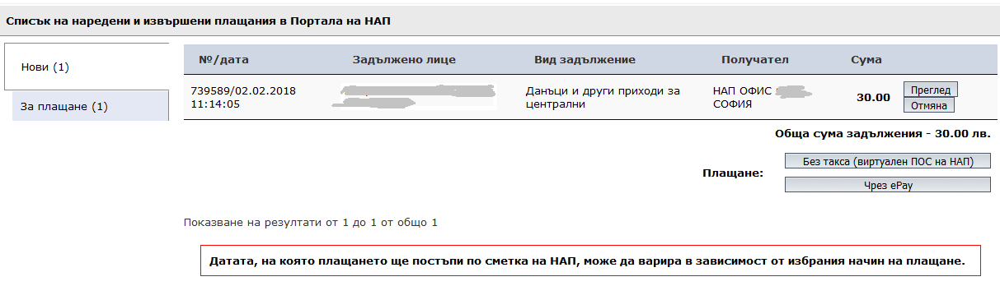 Списък на наредени и извършени плащания в Портала на НАП
Нови (1)
За плащане (1)
№/дата Задължено лице Вид задължение Получател Сума
739589/02.02.2018 Данъци и други приходи за НАП ОФИС Преглед
11:14:05 централни СОФИЯ 30.00 Отмяна
Обща сума задължения - 30.00 лв.
Плащане: Без такса (виртуален ПОС на НАП)
Чрез ePay
Показване на резултати от 1 до 1 от общо 1
Датата, на която плащането ще постъпи по сметка на НАП, може да варира в зависимост от избрания начин на плащане.